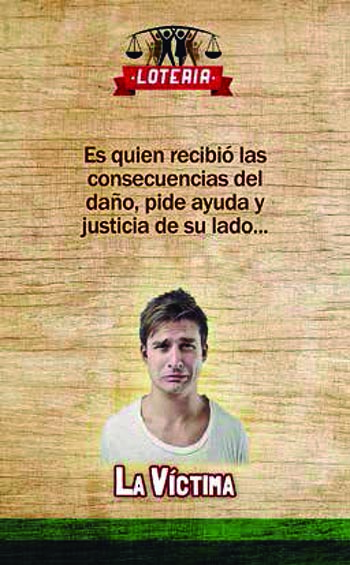 LOTERIA
Es quien recibió las
consecuencias del
daño, pide ayuda y
justicia de su lado...
LA VÍCTIMA